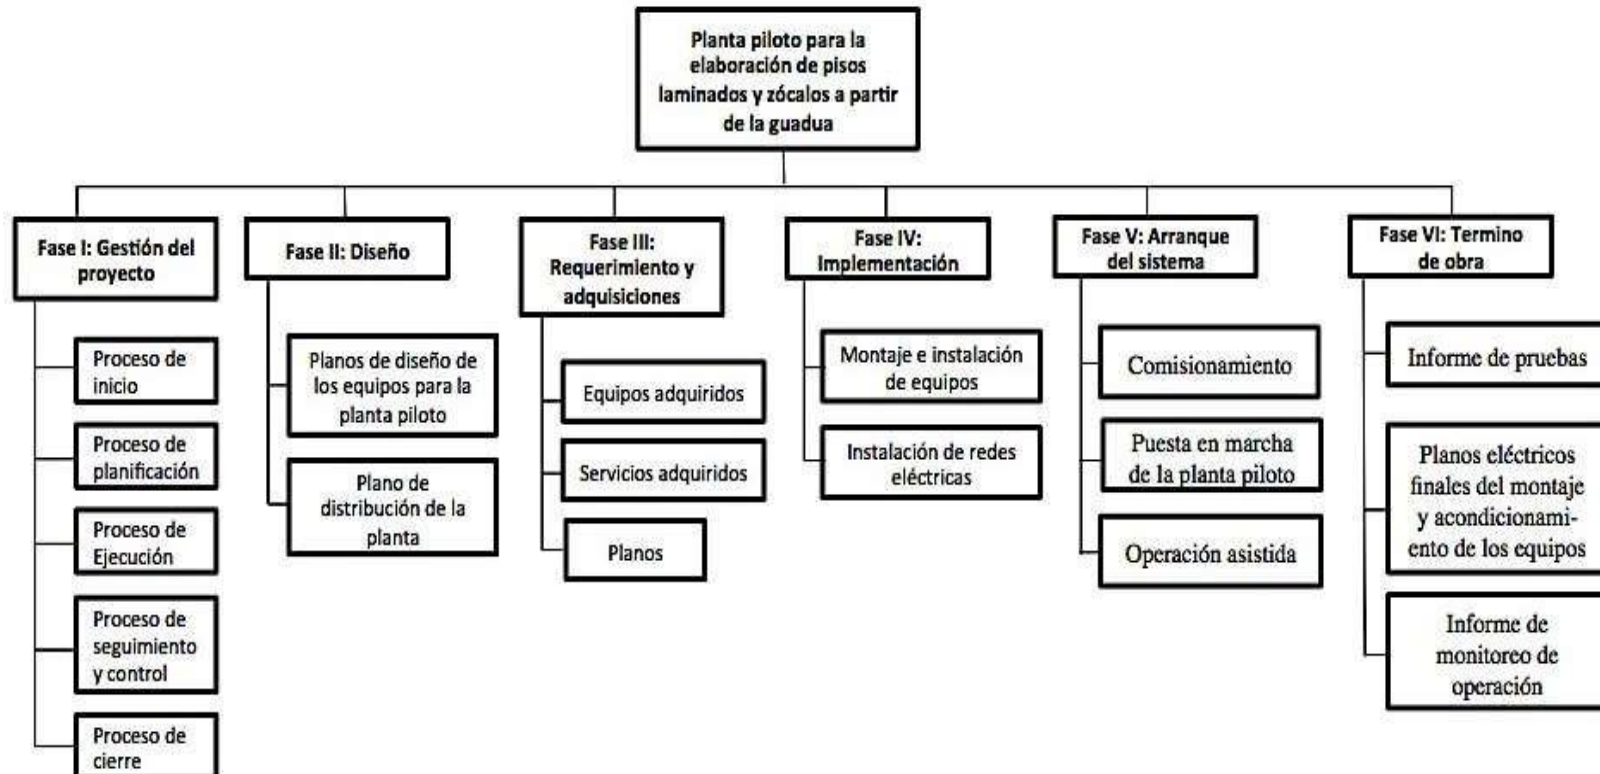 Planta piloto para la
elaboración de pisos
laminados y zócalos a partir
de la guadua
Fase I: Gestión del
proyecto
Proceso de
inicio
Proceso de
planificación
Proceso de
Ejecución
Proceso de
seguimiento
y control
Proceso de
cierre
Fase II: Diseño
Planos de diseño de
los equipos para la
planta piloto
Plano de
distribución de la
planta
Fase III:
Requerimiento y
adquisiciones
Equipos adquiridos
Servicios adquiridos
Planos
Fase IV:
Implementación
Montaje e instalación
de equipos
Instalación de redes
eléctricas
Fase V: Arranque
del sistema
Comisionamiento
Puesta en marcha
de la planta piloto
Operación asistida
Fase VI: Termino
de obra
Informe de pruebas
Planos eléctricos
finales del montaje
y acondicionami-
ento de los equipos
Informe de
monitoreo de
operación